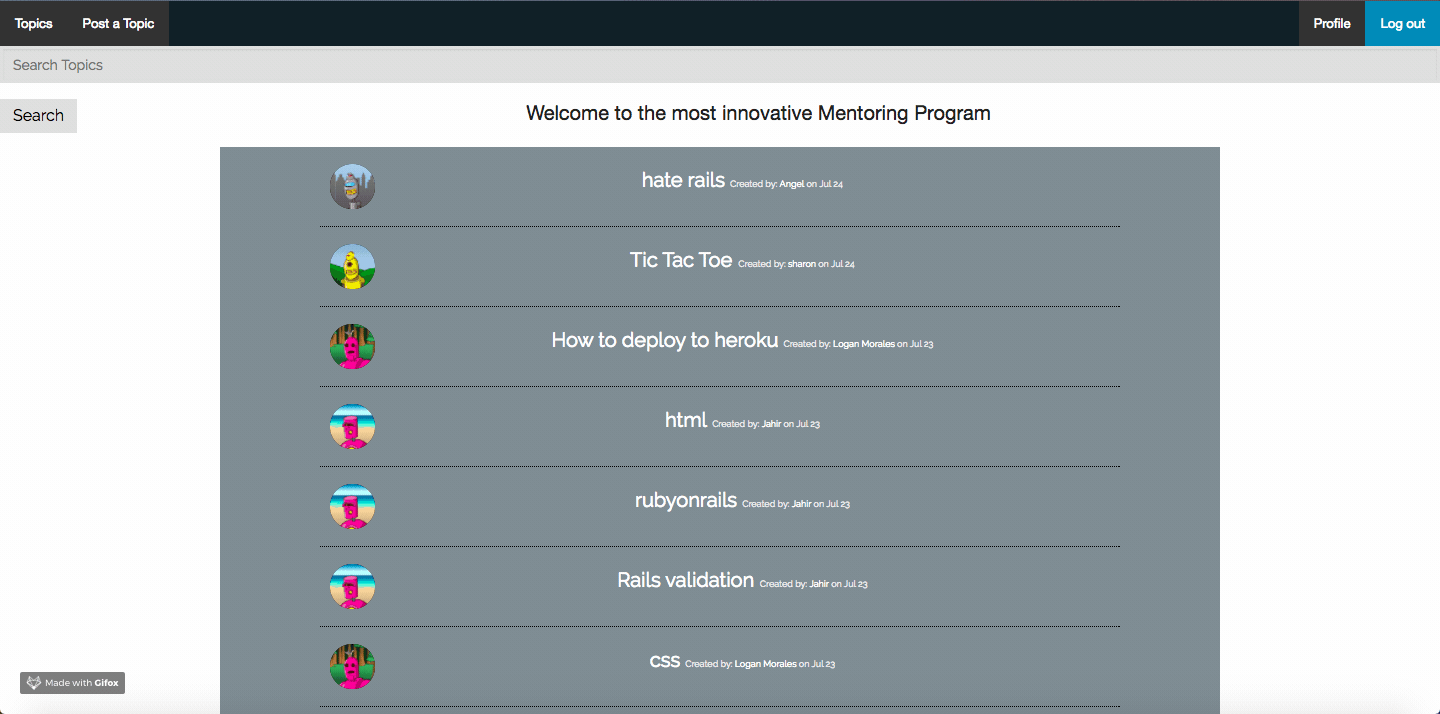 Topics Post a Topic Profile Log out
Search Topics
Search
Welcome to the most innovative Mentoring Program
hate rails Created by: Angel on Jul 24
Tic Tac Toe Created by: sharon on Jul 24
How to deploy to heroku Created by: Logan Morales on Jul 23
html Created by: Jahir on Jul 23
rubyonrails Created by: Jahir on Jul 23
Rails validation Created by: Jahir on Jul 23
css Created by: Logan Morales on Jul 23
Made with Gifox